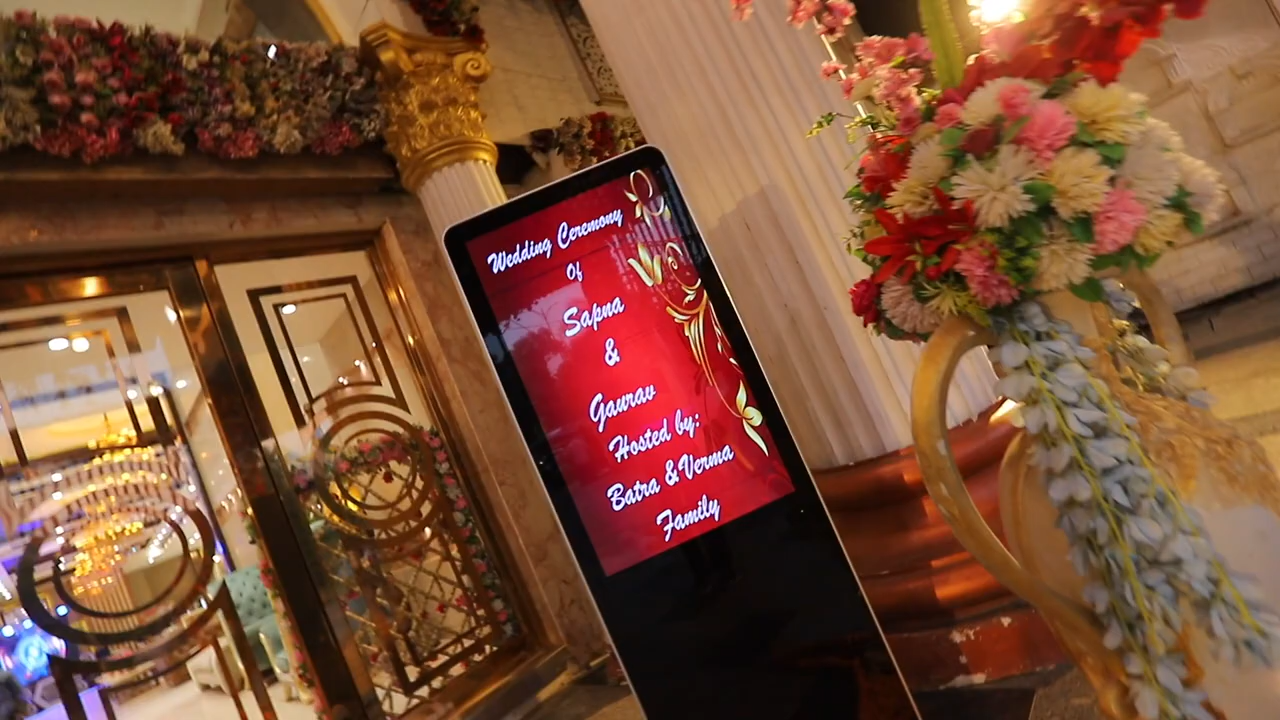 Wedding Ceremony
Of
Sapna
&
Gaurav
Hosted by:
Batra &Verma
Family